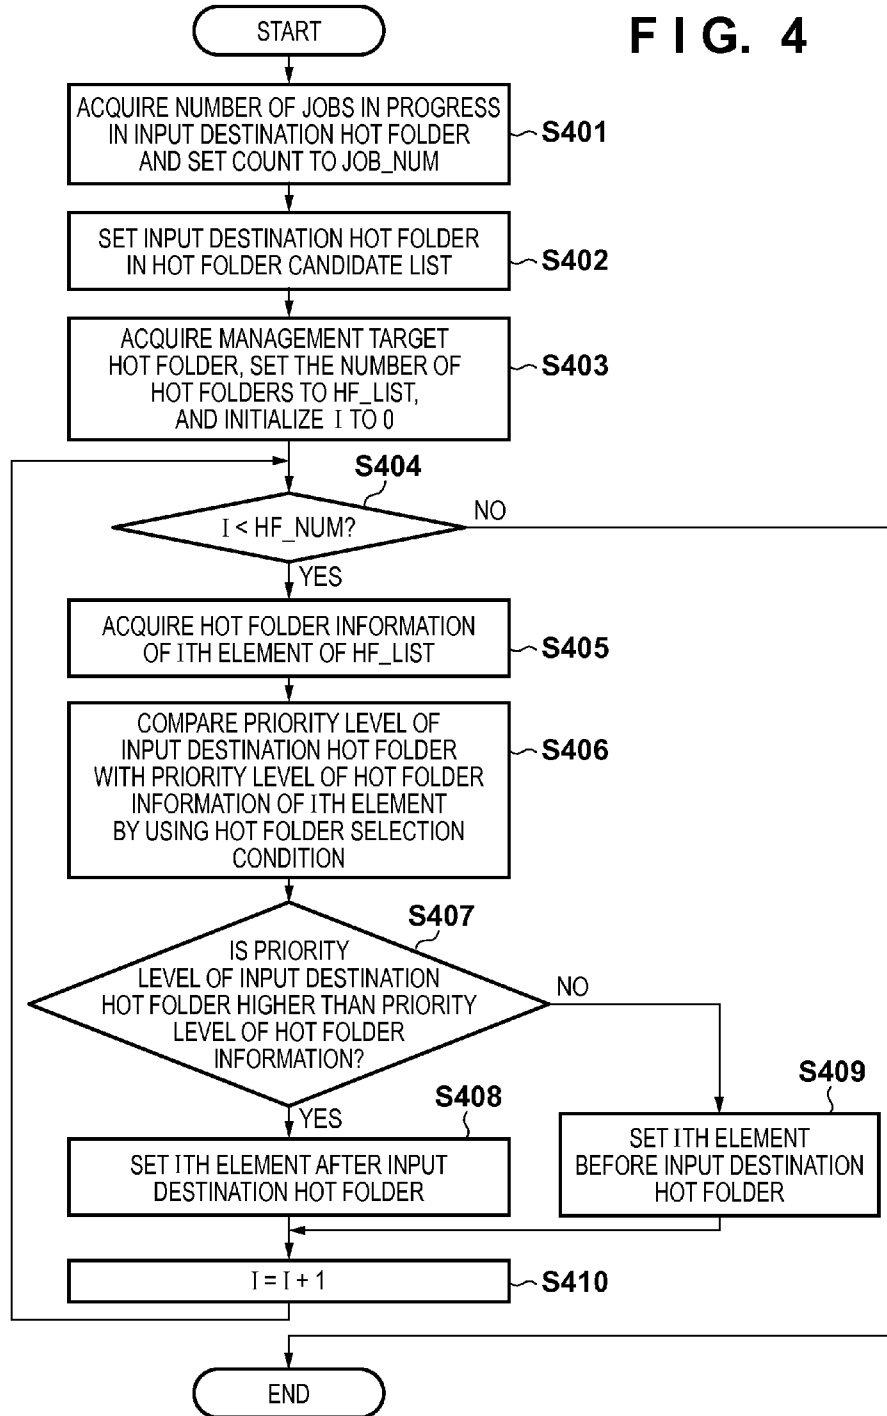 START
FIG. 4
ACQUIRE NUMBER OF JOBS IN PROGRESS
IN INPUT DESTINATION HOT FOLDER
AND SET COUNT TO JOB_NUM
S401
SET INPUT DESTINATION HOT FOLDER
IN HOT FOLDER CANDIDATE LIST
S402
ACQUIRE MANAGEMENT TARGET
HOT FOLDER, SET THE NUMBER OF
HOT FOLDERS TO HF_LIST,
AND INITIALIZE I TO 0
S403
S404
I < HF_NUM?
NO
YES
ACQUIRE HOT FOLDER INFORMATION
OF ITH ELEMENT OF HF_LIST
S405
COMPARE PRIORITY LEVEL OF
INPUT DESTINATION HOT FOLDER
WITH PRIORITY LEVEL OF HOT FOLDER
INFORMATION OF ITH ELEMENT
BY USING HOT FOLDER SELECTION
CONDITION
S406
S407
IS PRIORITY
LEVEL OF INPUT DESTINATION
HOT FOLDER HIGHER THAN PRIORITY
LEVEL OF HOT FOLDER
INFORMATION?
NO
YES
S408
SET ITH ELEMENT AFTER INPUT
DESTINATION HOT FOLDER
S409
SET ITH ELEMENT
BEFORE INPUT DESTINATION
HOT FOLDER
I = I + 1
S410
END